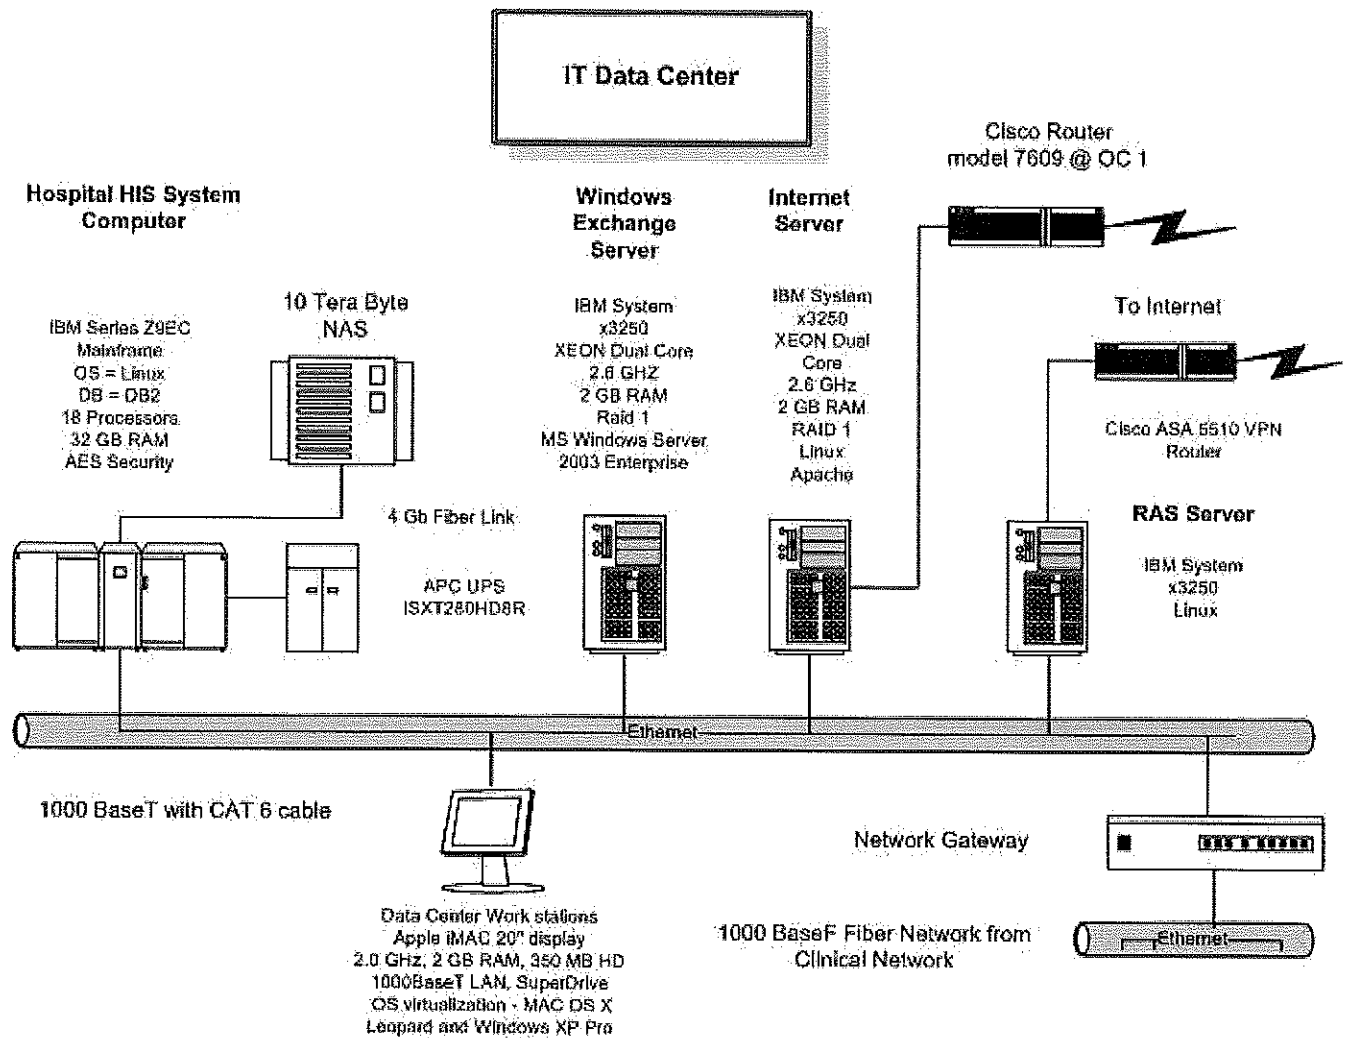 IT Data Center
Cisco Router
model 7609 @ OC 1
Hospital HIS System
Computer
Windows
Exchange
Server
Internet
Server
10 Tera Byte
NAS
IBM Series Z9EC
Mainframe
OS = Linux
DB = DB2
18 Processors
32 GB RAM
AES Security
IBM System
x3250
XEON Dual Core
2.6 GHZ
2 GB RAM
Raid 1
MS Windows Server
2003 Enterprise
IBM System
x3250
XEON Dual
Core
2.6 GHz
2 GB RAM
RAID 1
Linux
Apache
To Internet
Cisco ASA 5510 VPN
Router
4 Gb Fiber Link
APC UPS
ISXT280HD8R
RAS Server
IBM System
x3250
Linux
Ethernet
1000 BaseT with CAT 6 cable
Network Gateway
Data Center Work stations
Apple iMAC 20" display
2.0 GHz, 2 GB RAM, 350 MB HD
1000BaseT LAN, SuperDrive
OS virtualization - MAC OS X
Leopard and Windows XP Pro
1000 BaseF Fiber Network from
Clinical Network
Ethernet